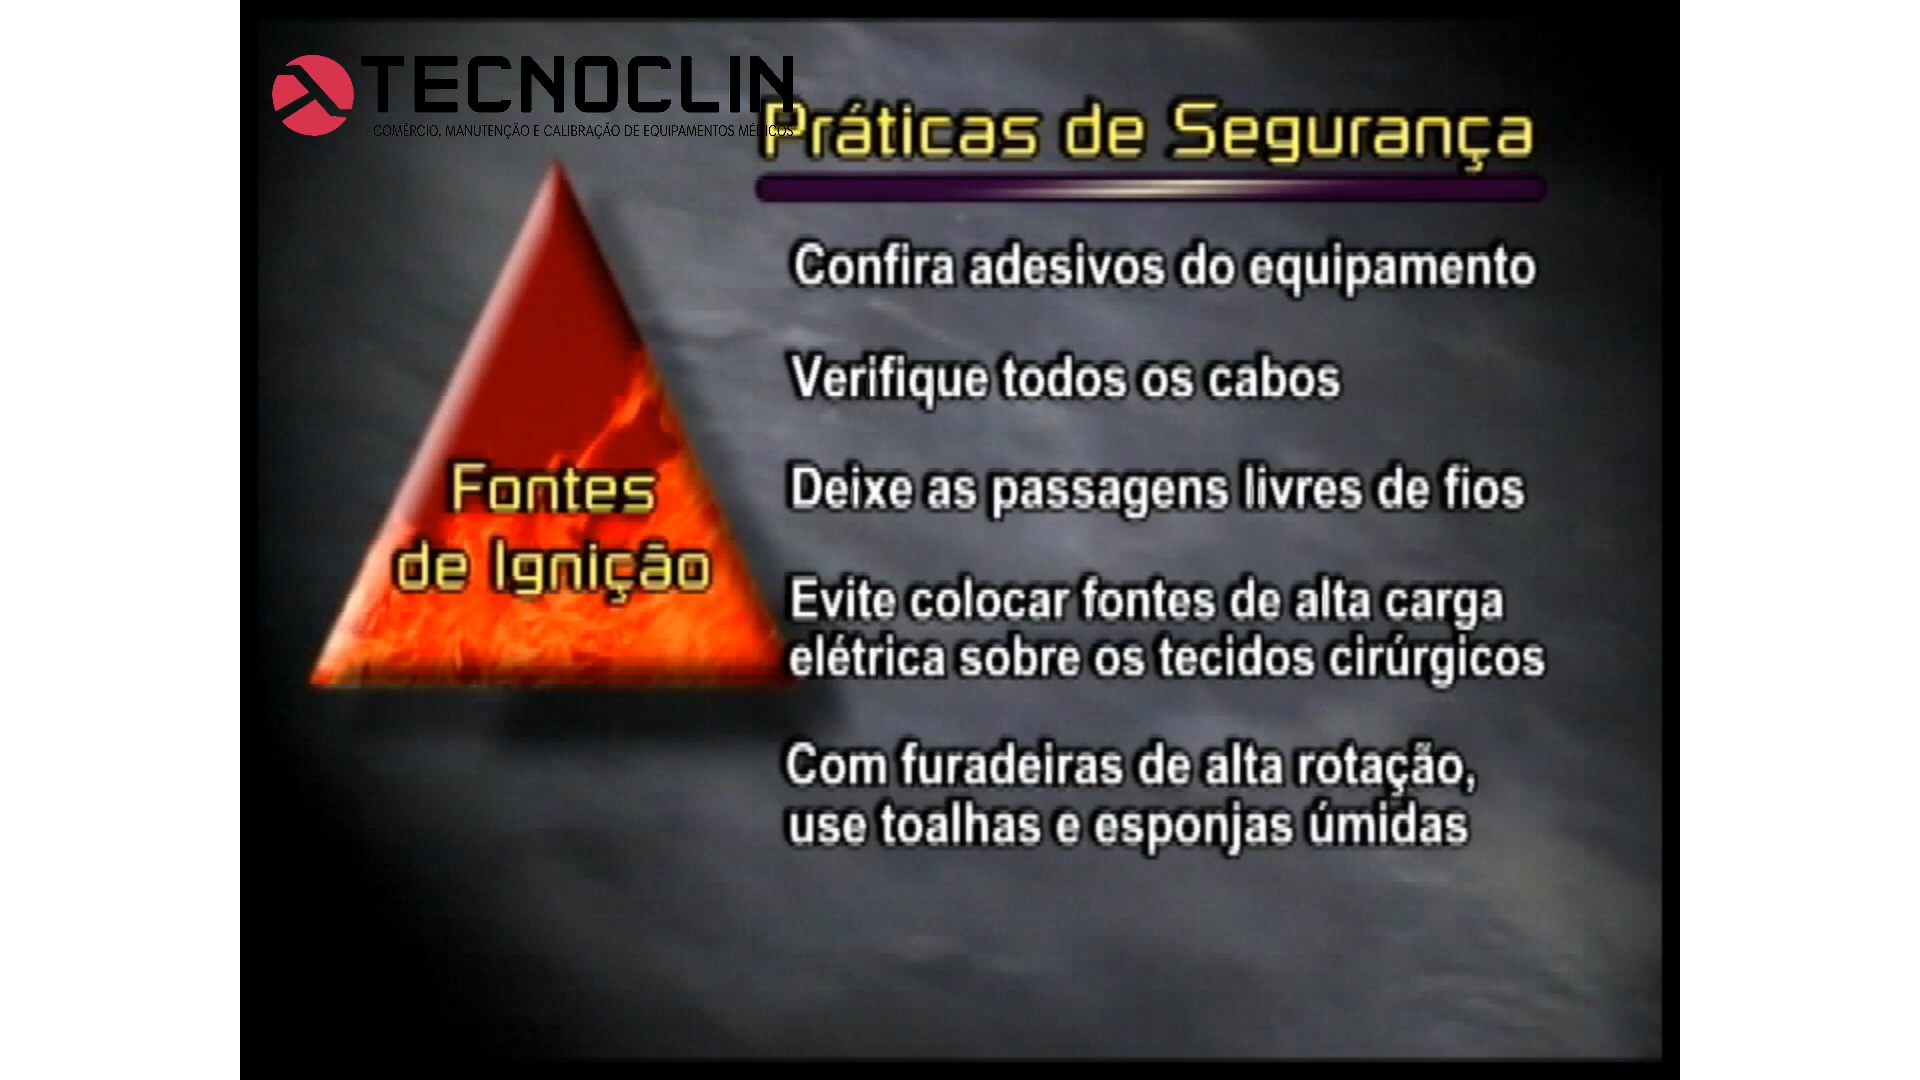 TECNOCLIN
COMÉRCIO, MANUTENÇÃO E CALIBRAÇÃO DE EQUIPAMENTOS MÉDICOS
Práticas de Segurança
Confira adesivos do equipamento
Verifique todos os cabos
Deixe as passagens livres de fios
Evite colocar fontes de alta carga
elétrica sobre os tecidos cirúrgicos
Com furadeiras de alta rotação,
use toalhas e esponjas úmidas
Fontes
de Ignição